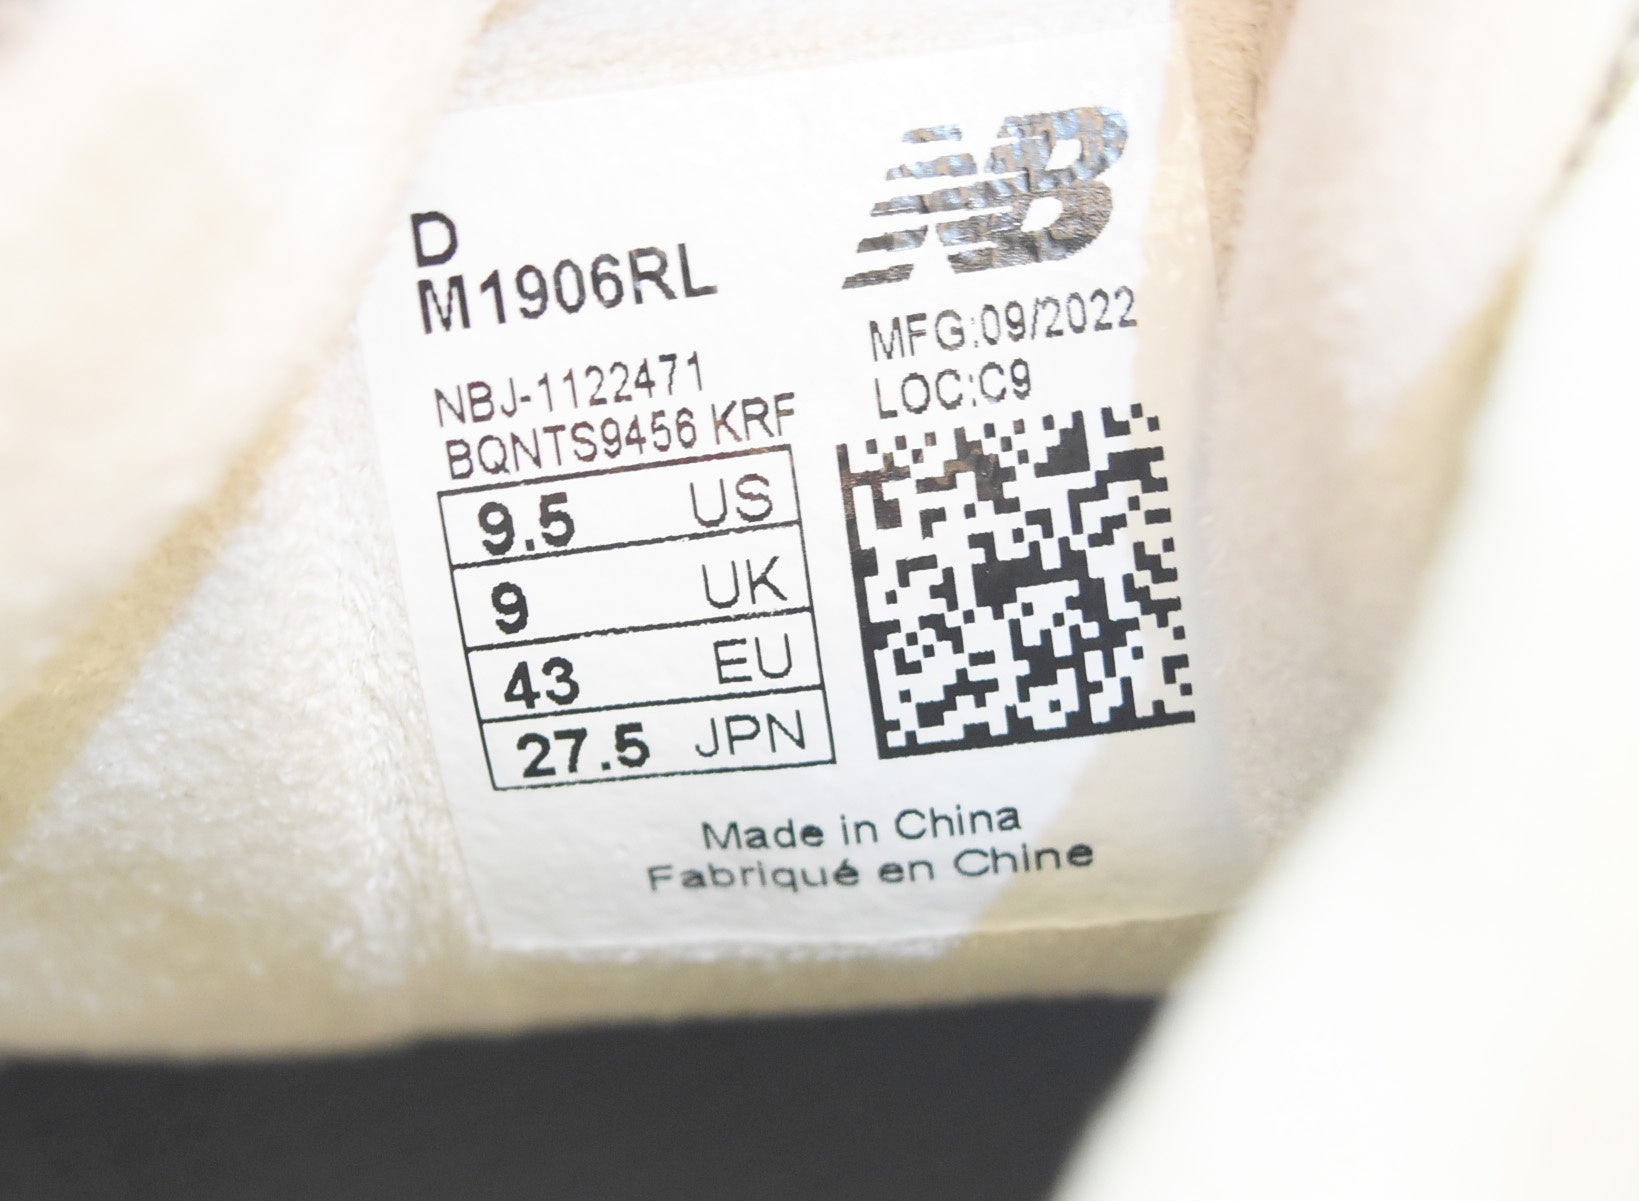 NB
D
M1906RL
MFG:09/2022
LOC:C9
NBJ-1122471
BQNTS9456 KRF
9.5 US
9 UK
43 EU
27.5 JPN
Made in China
Fabriqué en Chine